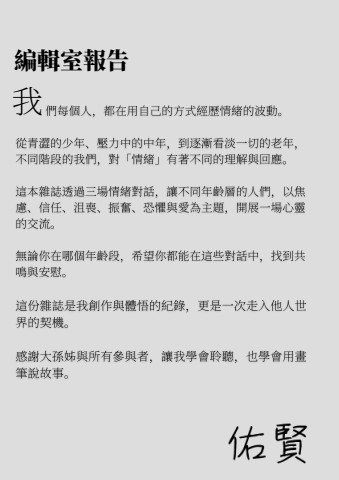 編輯室報告
我們每個人，都在用自己的方式經歷情緒的波動。
從青澀的少年、壓力中的中年，到逐漸看淡一切的老年，
不同階段的我們，對「情緒」有著不同的理解與回應。
這本雜誌透過三場情緒對話，讓不同年齡層的人們，以焦
慮、信任、沮喪、振奮、恐懼與愛為主題，開展一場心靈
的交流。
無論你在哪個年齡段，希望你都能在這些對話中，找到共
鳴與安慰。
這份雜誌是我創作與體悟的紀錄，更是一次走入他人世
界的契機。
感謝大孫姊與所有參與者，讓我學會聆聽，也學會用畫
筆說故事。
佑賢